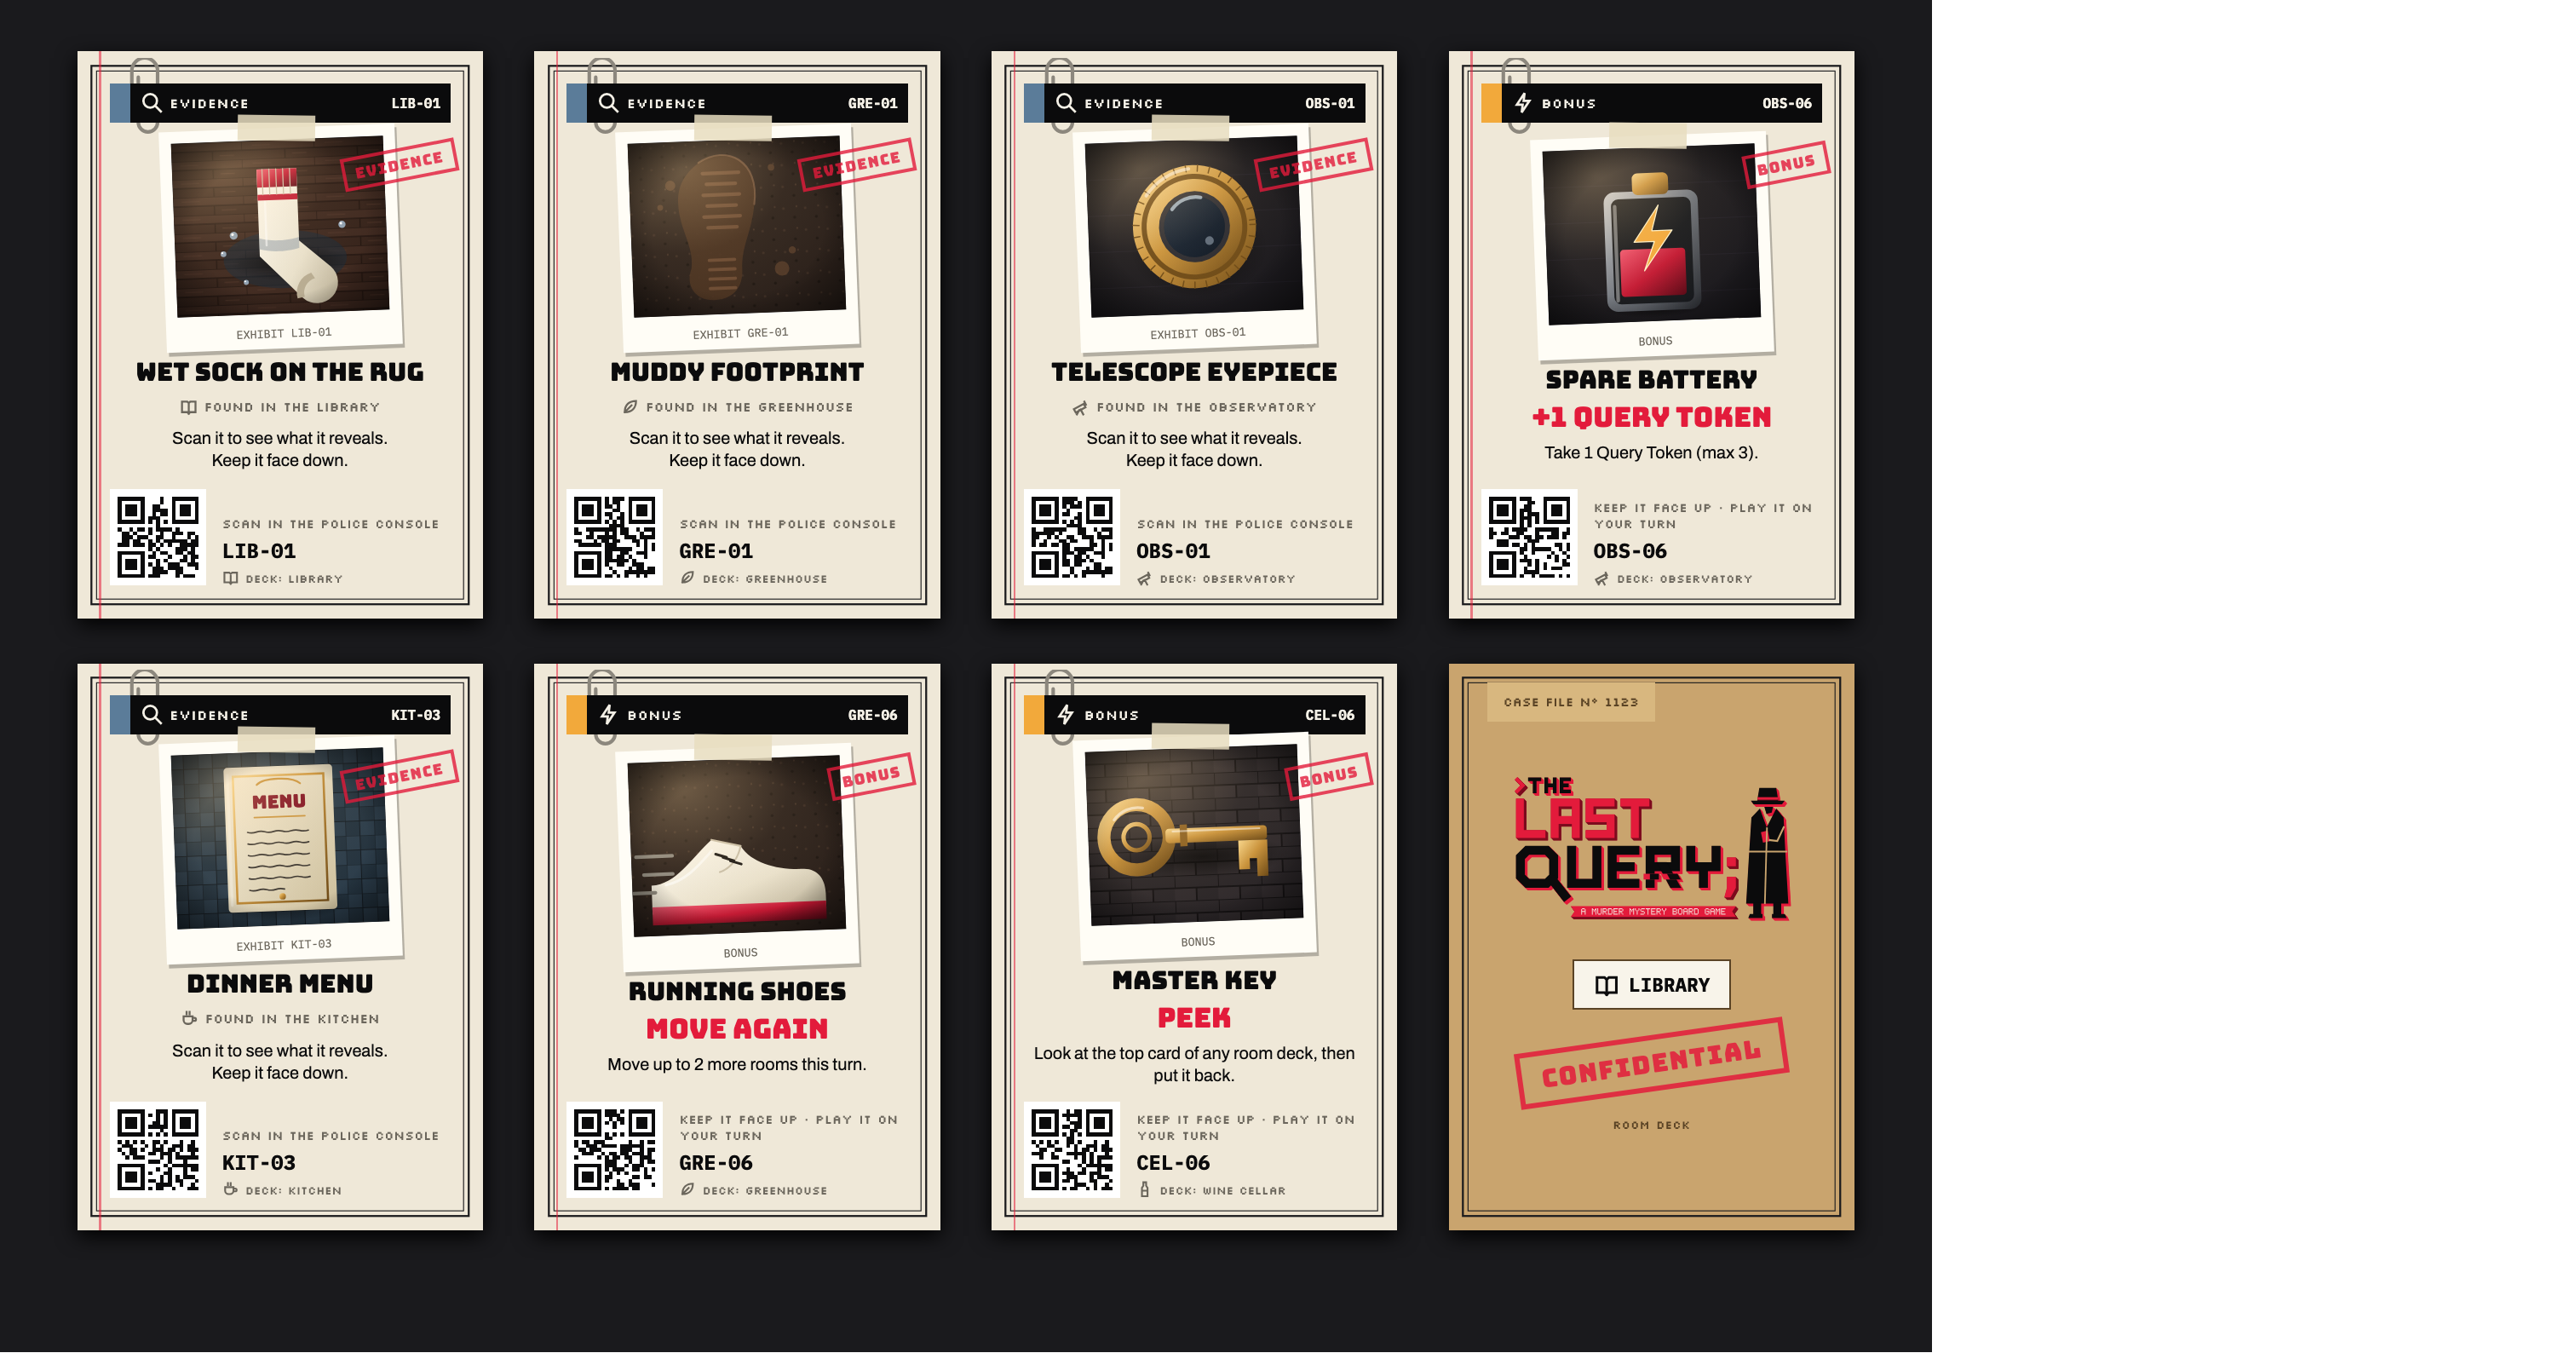 EVIDENCE LIB-01
EVIDENCE
EXHIBIT LIB-01
WET SOCK ON THE RUG
FOUND IN THE LIBRARY
Scan it to see what it reveals.
Keep it face down.
SCAN IN THE POLICE CONSOLE
LIB-01
DECK: LIBRARY
EVIDENCE GRE-01
EVIDENCE
EXHIBIT GRE-01
MUDDY FOOTPRINT
FOUND IN THE GREENHOUSE
Scan it to see what it reveals.
Keep it face down.
SCAN IN THE POLICE CONSOLE
GRE-01
DECK: GREENHOUSE
EVIDENCE OBS-01
EVIDENCE
EXHIBIT OBS-01
TELESCOPE EYEPIECE
FOUND IN THE OBSERVATORY
Scan it to see what it reveals.
Keep it face down.
SCAN IN THE POLICE CONSOLE
OBS-01
DECK: OBSERVATORY
BONUS OBS-06
BONUS
BONUS
SPARE BATTERY
+1 QUERY TOKEN
Take 1 Query Token (max 3).
KEEP IT FACE UP · PLAY IT ON
YOUR TURN
OBS-06
DECK: OBSERVATORY
EVIDENCE KIT-03
EVIDENCE
MENU
EXHIBIT KIT-03
DINNER MENU
FOUND IN THE KITCHEN
Scan it to see what it reveals.
Keep it face down.
SCAN IN THE POLICE CONSOLE
KIT-03
DECK: KITCHEN
BONUS GRE-06
BONUS
BONUS
RUNNING SHOES
MOVE AGAIN
Move up to 2 more rooms this turn.
KEEP IT FACE UP · PLAY IT ON
YOUR TURN
GRE-06
DECK: GREENHOUSE
BONUS CEL-06
BONUS
BONUS
MASTER KEY
PEEK
Look at the top card of any room deck, then
put it back.
KEEP IT FACE UP · PLAY IT ON
YOUR TURN
CEL-06
DECK: WINE CELLAR
CASE FILE Nº 1123
>THE
LAST
QUERY;
A MURDER MYSTERY BOARD GAME
LIBRARY
CONFIDENTIAL
ROOM DECK